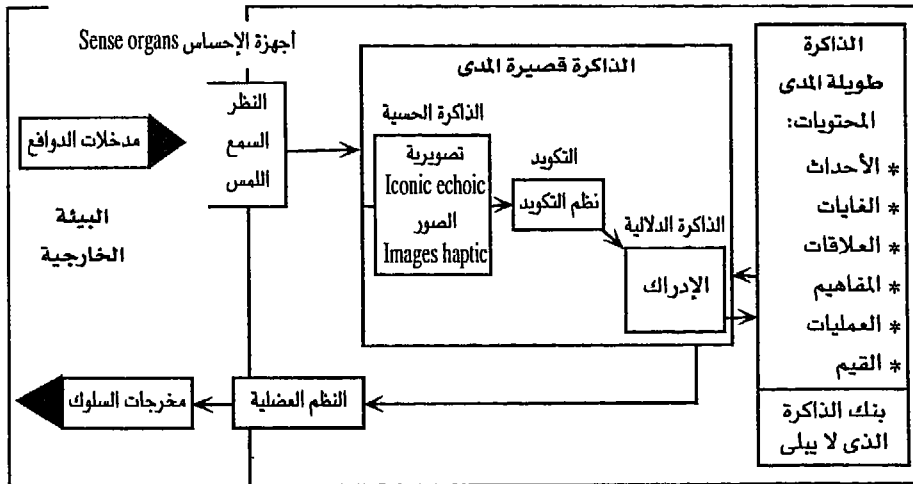 أجهزة الإحساس Sense organs
الذاكرة
طويلة المدى
المحتويات:
* الأحداث
* الغايات
* العلاقات
* المفاهيم
* العمليات
* القيم
بنك الذاكرة
الذى لا يبلى
الذاكرة قصيرة المدى
الذاكرة الحسية
تصويرية
Iconic echoic
الصور
Images haptic
التكويد
نظم التكويد
الذاكرة الدلالية
الإدراك
النظر
السمع
اللمس
مدخلات الدوافع
البيئة
الخارجية
النظم العضلية
مخرجات السلوك